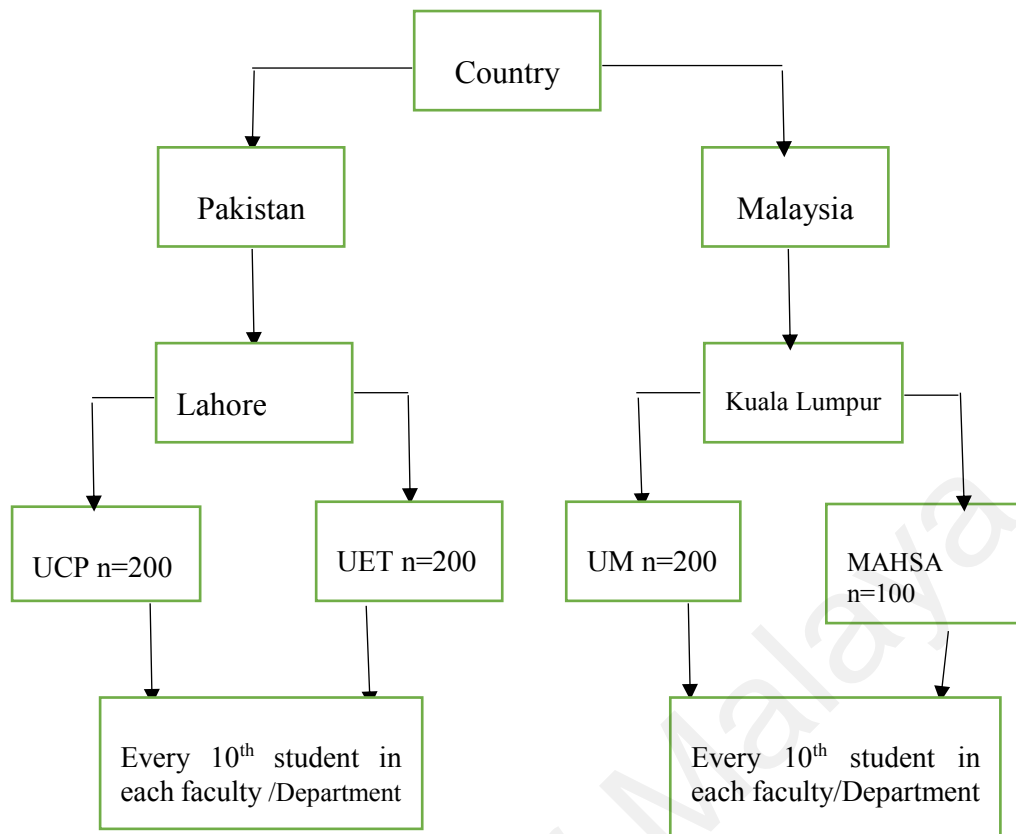 Country
Pakistan
Malaysia
Lahore
Kuala Lumpur
UCP n=200
UET n=200
UM n=200
MAHSA
n=100
Every 10th student in
each faculty /Department
Every 10th student in
each faculty/Department
Malaya